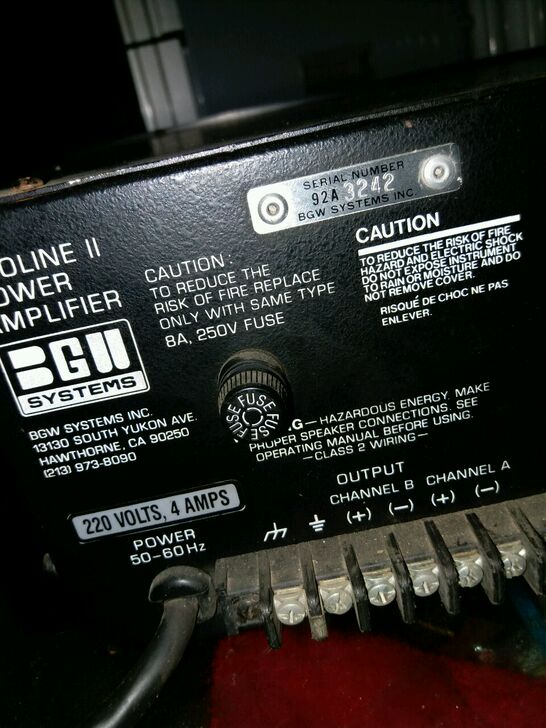 SERIAL NUMBER
92A 3242
BGW SYSTEMS INC.
OLINE II
OWER
MPLIFIER
BGW
SYSTEMS
BGW SYSTEMS INC.
13130 SOUTH YUKON AVE.
HAWTHORNE, CA 90250
(213) 973-8090
CAUTION:
TO REDUCE THE
RISK OF FIRE REPLACE
ONLY WITH SAME TYPE
8A, 250V FUSE
CAUTION
TO REDUCE THE RISK OF FIRE
HAZARD AND ELECTRIC SHOCK
DO NOT EXPOSE INSTRUMENT
TO RAIN OR MOISTURE AND DO
NOT REMOVE COVER.
RISQUÉ DE CHOC NE PAS
ENLEVER.
FUSE FUSE FUSE
G— HAZARDOUS ENERGY, MAKE
PROPER SPEAKER CONNECTIONS. SEE
OPERATING MANUAL BEFORE USING.
—CLASS 2 WIRING—
OUTPUT
CHANNEL B CHANNEL A
(+) (−) (+) (−)
220 VOLTS, 4 AMPS
POWER
50-60Hz